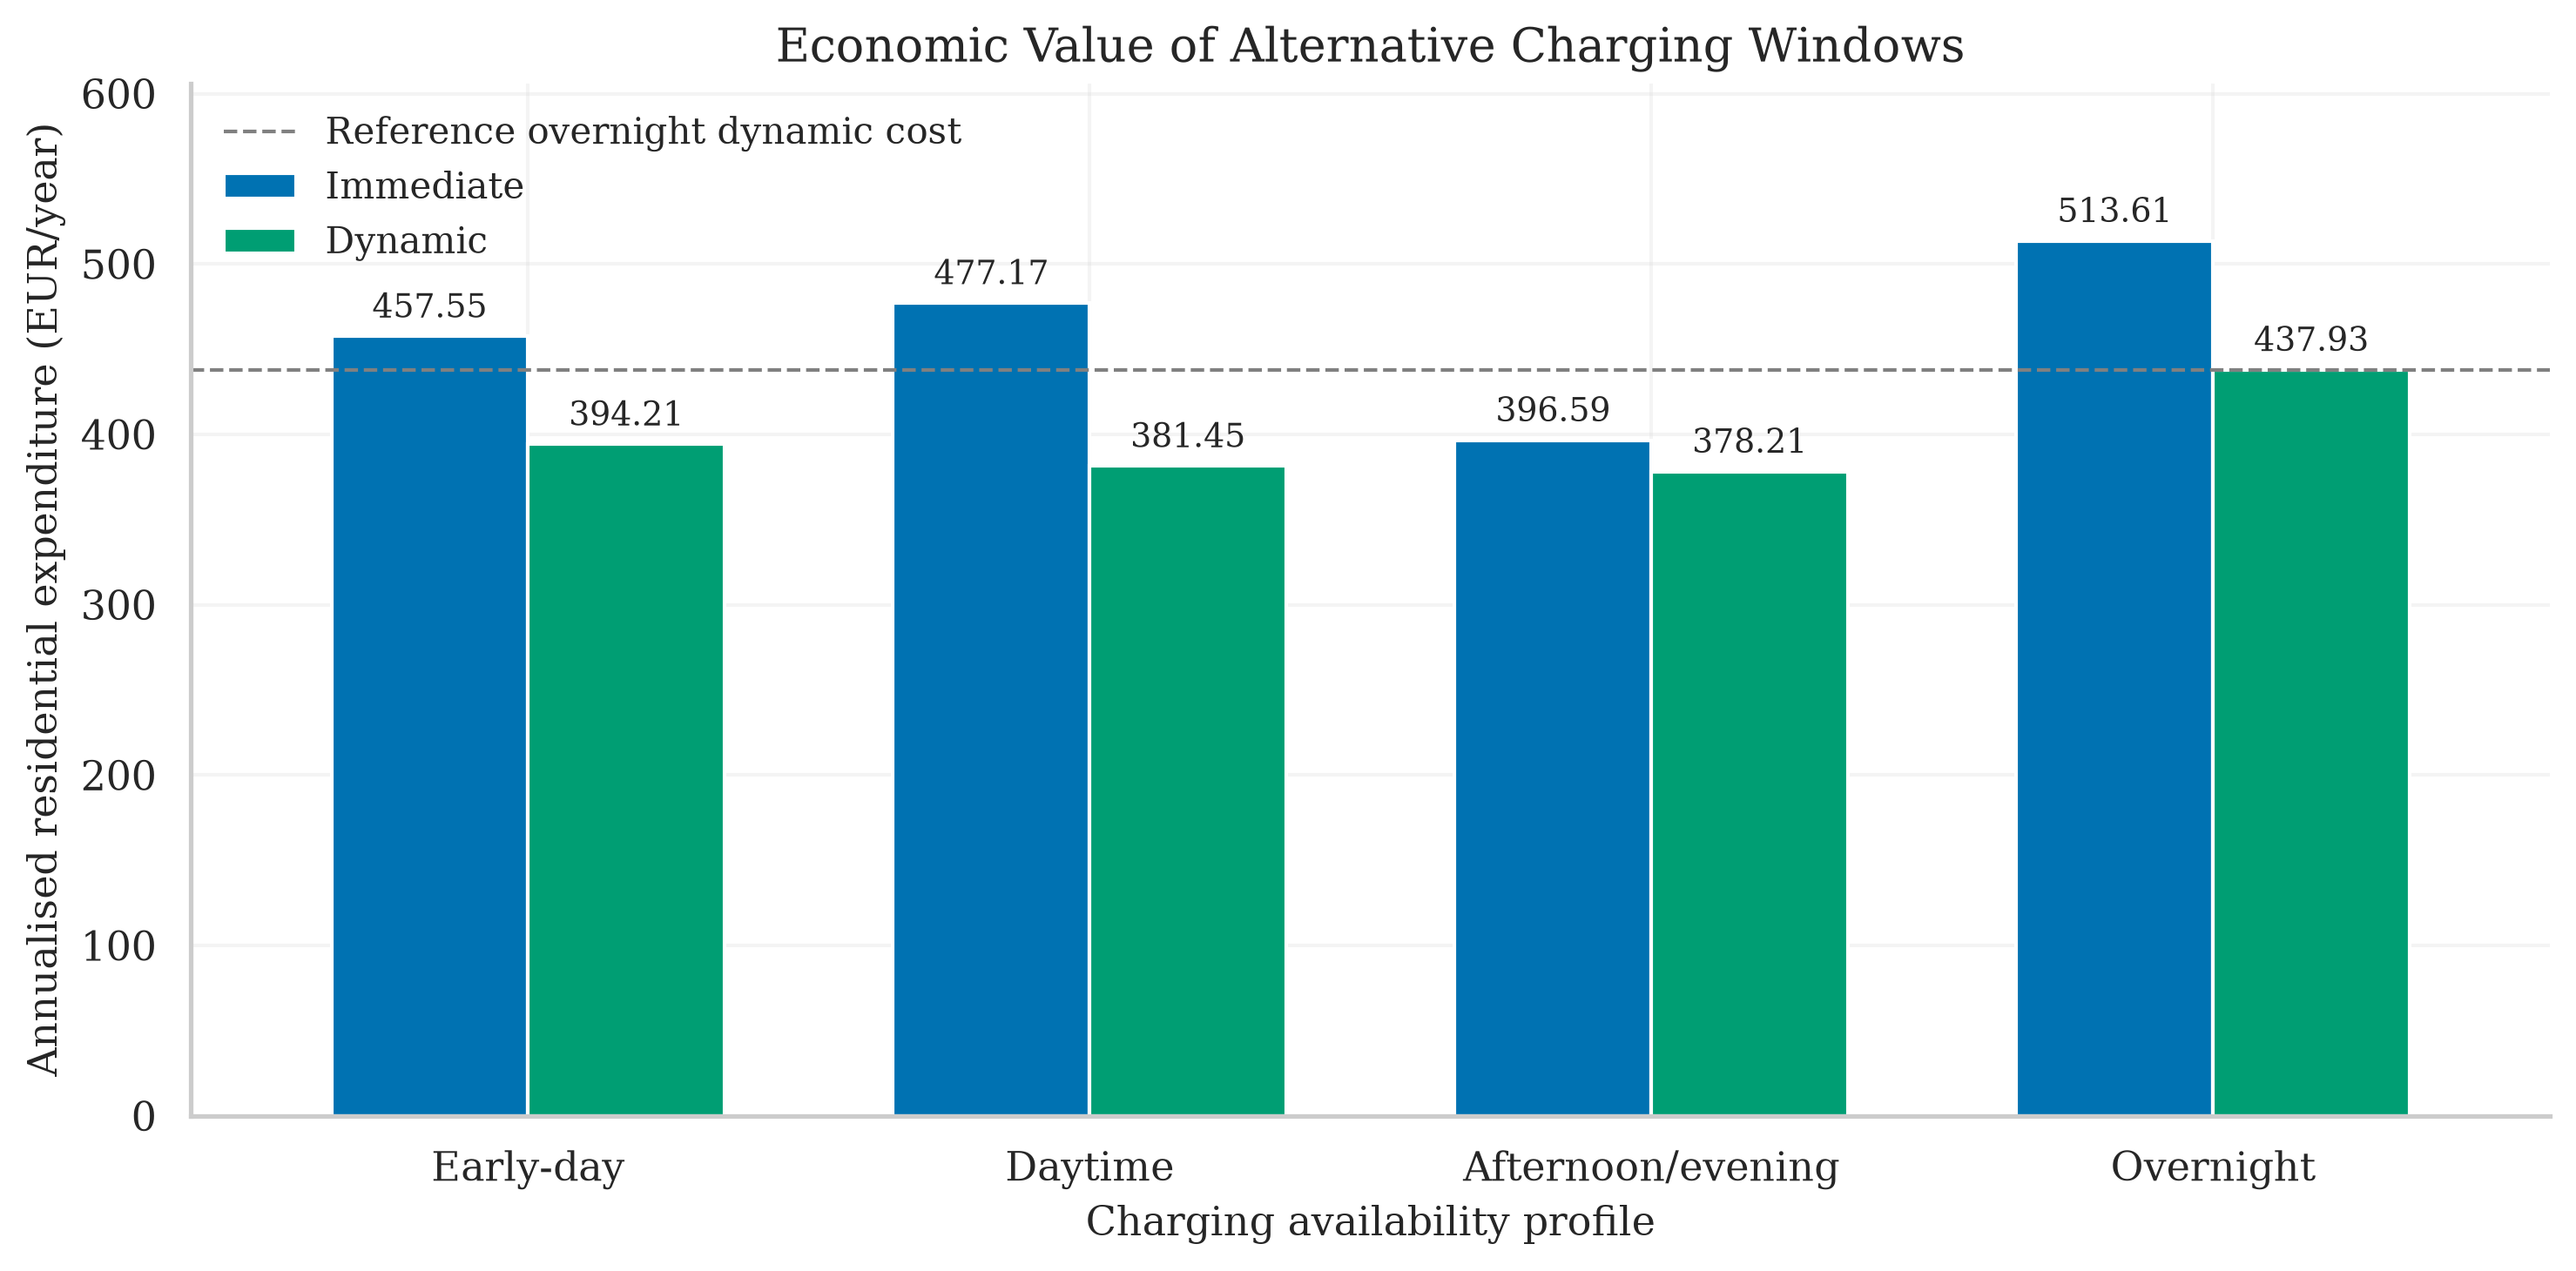 Economic Value of Alternative Charging Windows
Annualised residential expenditure (EUR/year)
600
500
400
300
200
100
0
Reference overnight dynamic cost
Immediate
Dynamic
457.55
394.21
477.17
381.45
396.59
378.21
513.61
437.93
Early-day
Daytime
Afternoon/evening
Overnight
Charging availability profile